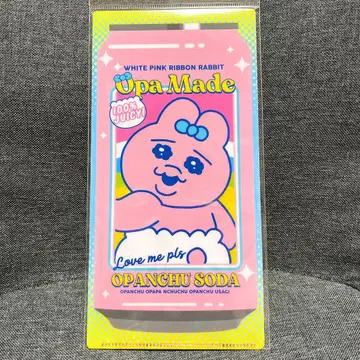 WHITE PINK RIBBON RABBIT
Opa Made
100%
JUICY!
Love me pls
OPANCHU SODA
OPANCHU OPAPA NCHUCHU OPANCHU USAGI